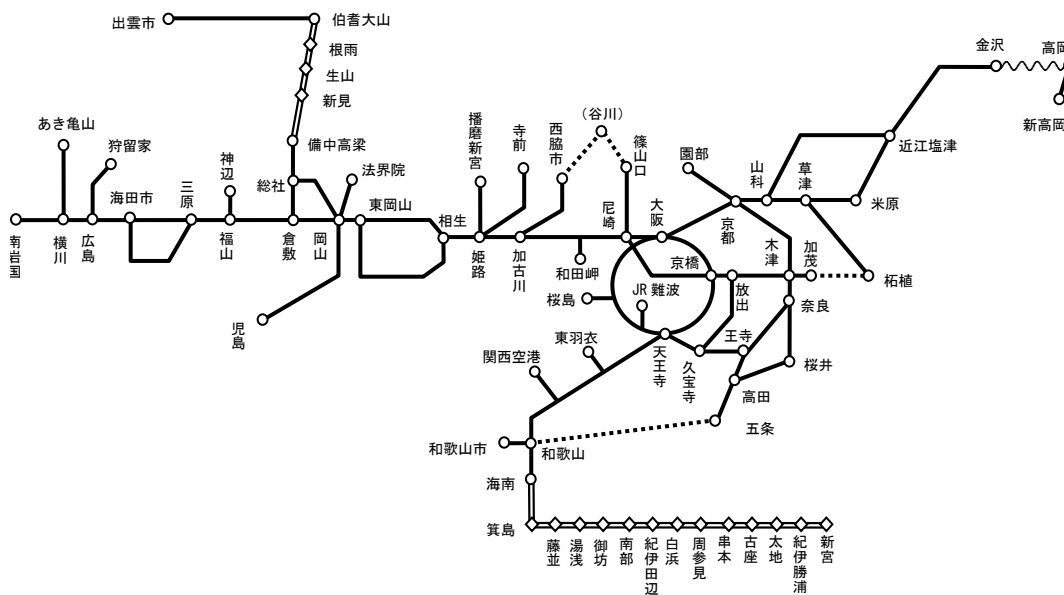 出雲市
伯耆大山
根雨
生山
新見
備中高梁
あき亀山
狩留家
神辺
総社
法界院
海田市
三原
東岡山
南岩国
横川
広島
福山
倉敷
岡山
児島
相生
播磨新宮
寺前
西脇市
(谷川)
篠山口
姫路
加古川
和田岬
尼崎
大阪
園部
山科
草津
米原
近江塩津
金沢
高岡
新高岡
京都
木津
加茂
柘植
京橋
放出
奈良
桜島
JR難波
王寺
桜井
天王寺
久宝寺
高田
五条
東羽衣
関西空港
和歌山市
和歌山
海南
箕島
藤並
湯浅
御坊
南部
紀伊田辺
白浜
周参見
串本
古座
太地
紀伊勝浦
新宮